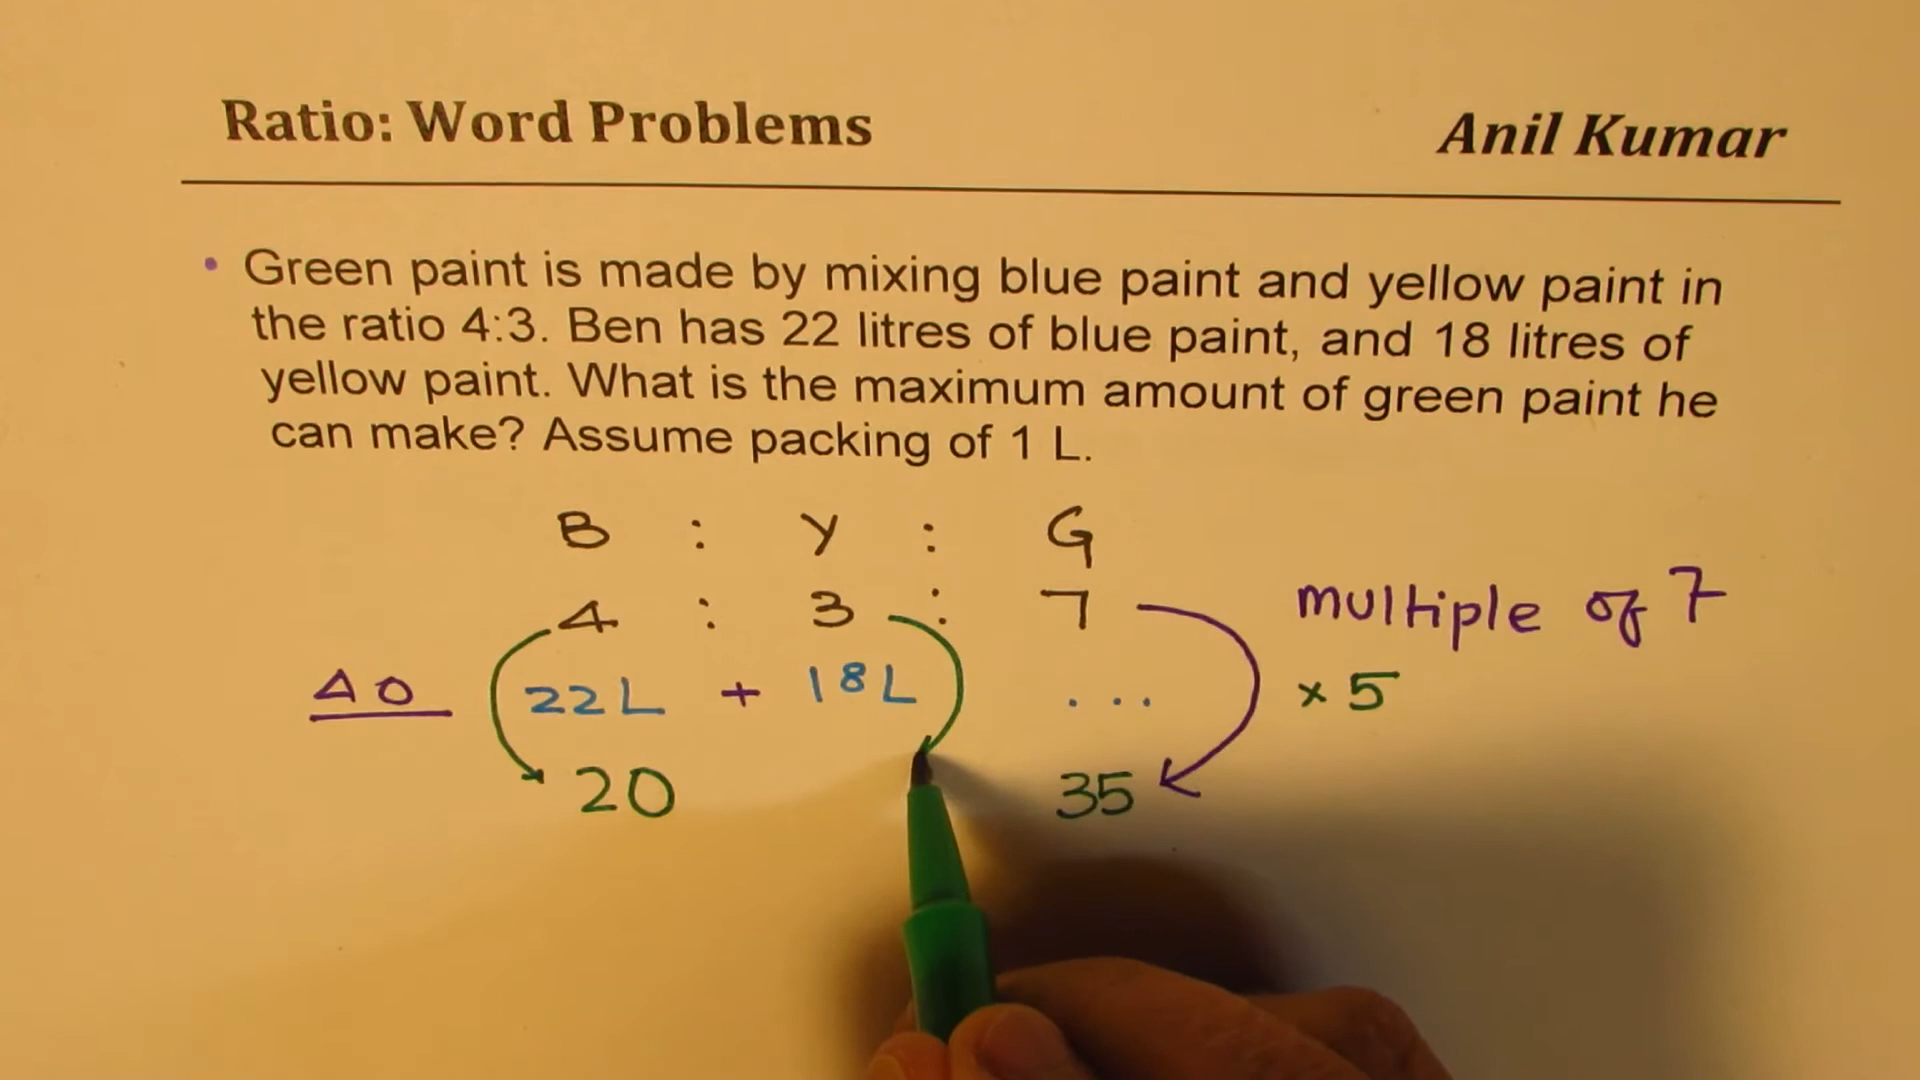 Ratio: Word Problems Anil Kumar
• Green paint is made by mixing blue paint and yellow paint in
the ratio 4:3. Ben has 22 litres of blue paint, and 18 litres of
yellow paint. What is the maximum amount of green paint he
can make? Assume packing of 1 L.
B : Y : G
4 : 3 : 7 multiple of 7
40 22L + 18L ... × 5
20 35